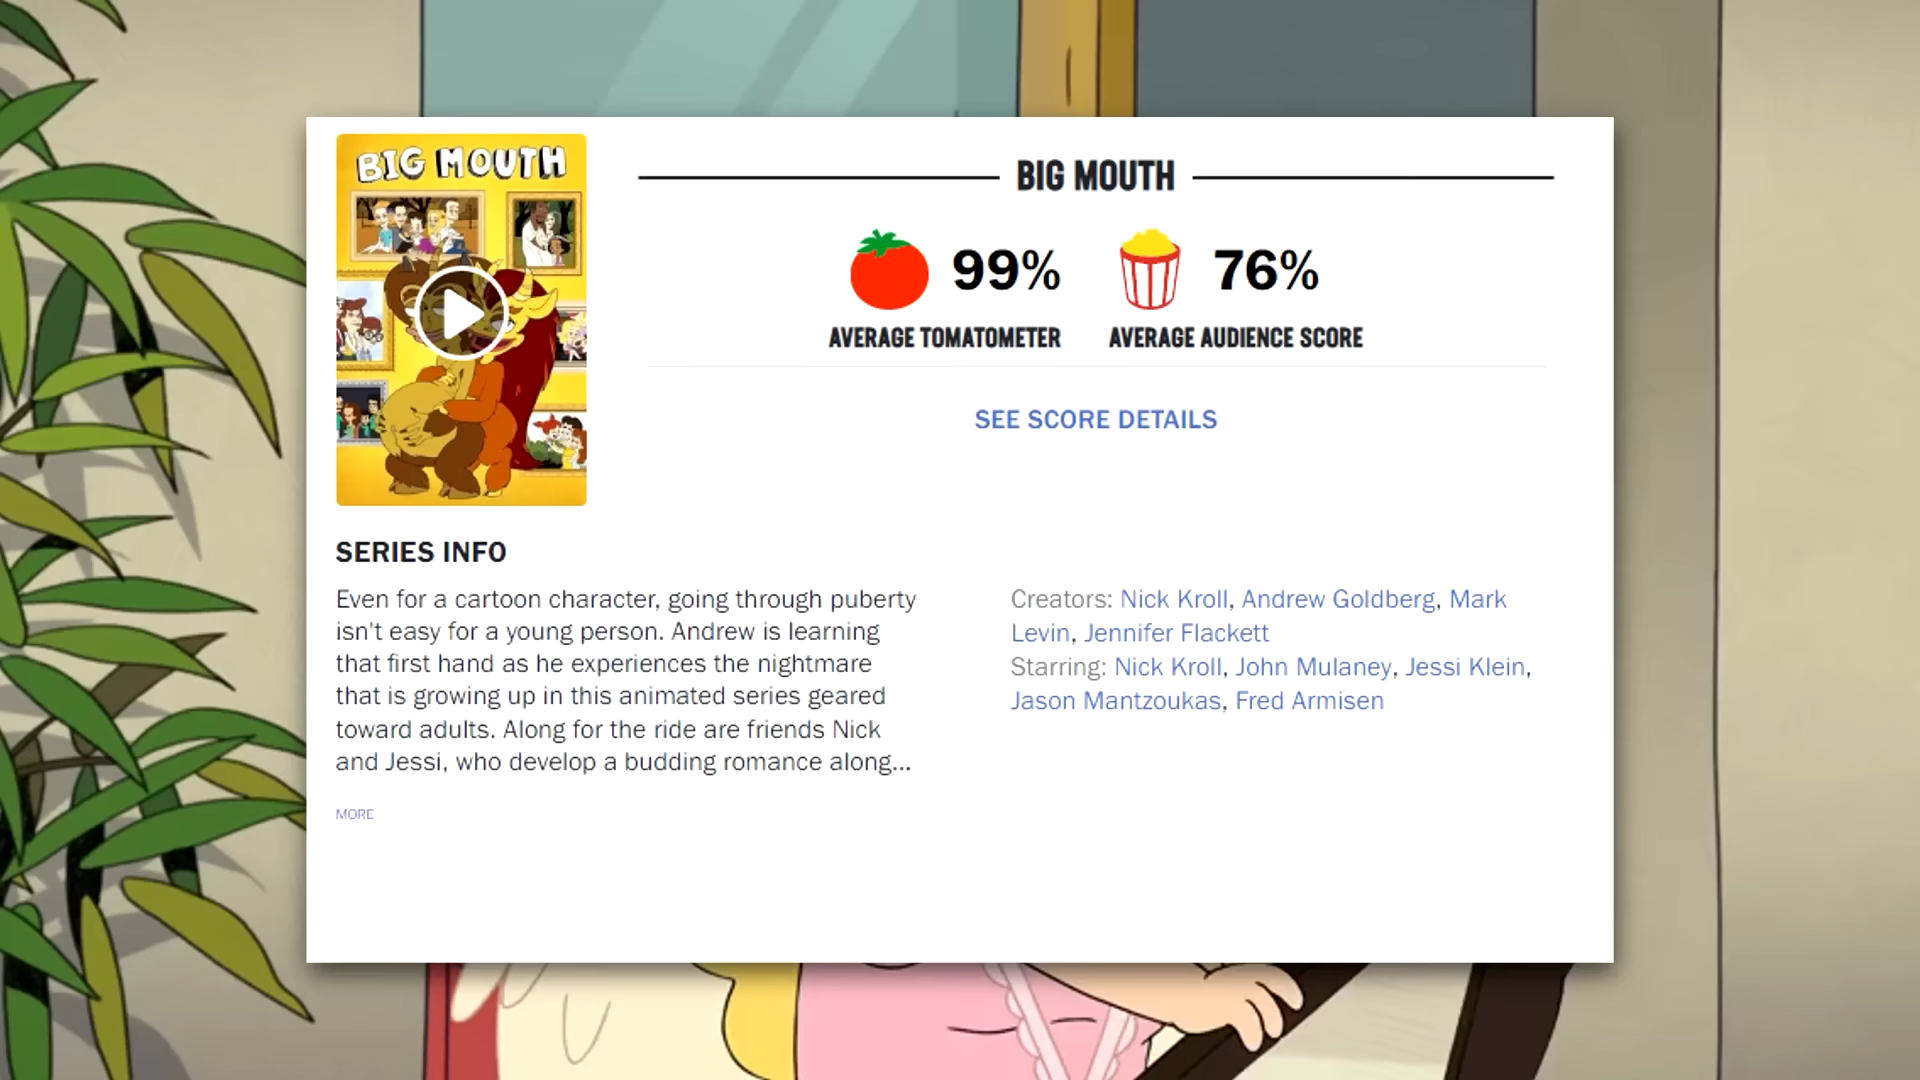 BIG MOUTH
BIG MOUTH
99% 76%
AVERAGE TOMATOMETER AVERAGE AUDIENCE SCORE
SEE SCORE DETAILS
SERIES INFO
Even for a cartoon character, going through puberty
isn't easy for a young person. Andrew is learning
that first hand as he experiences the nightmare
that is growing up in this animated series geared
toward adults. Along for the ride are friends Nick
and Jessi, who develop a budding romance along...
MORE
Creators: Nick Kroll, Andrew Goldberg, Mark
Levin, Jennifer Flackett
Starring: Nick Kroll, John Mulaney, Jessi Klein,
Jason Mantzoukas, Fred Armisen